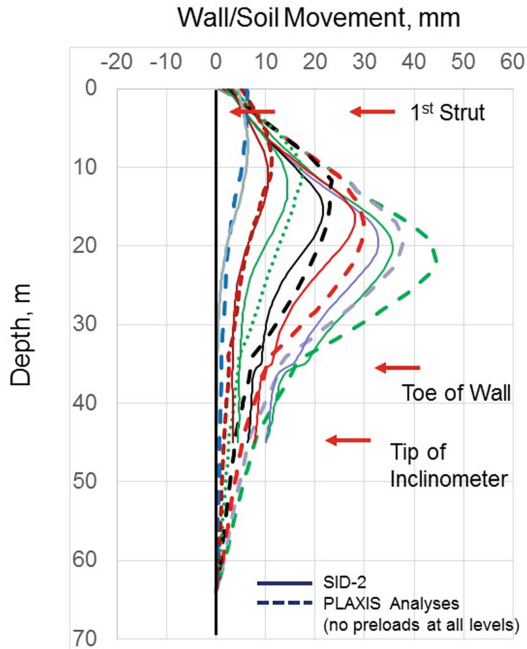 Wall/Soil Movement, mm
-20 -10 0 10 20 30 40 50 60
0
1st Strut
10
20
30
Depth, m
Toe of Wall
40
Tip of
Inclinometer
50
60
SID-2
PLAXIS Analyses
(no preloads at all levels)
70